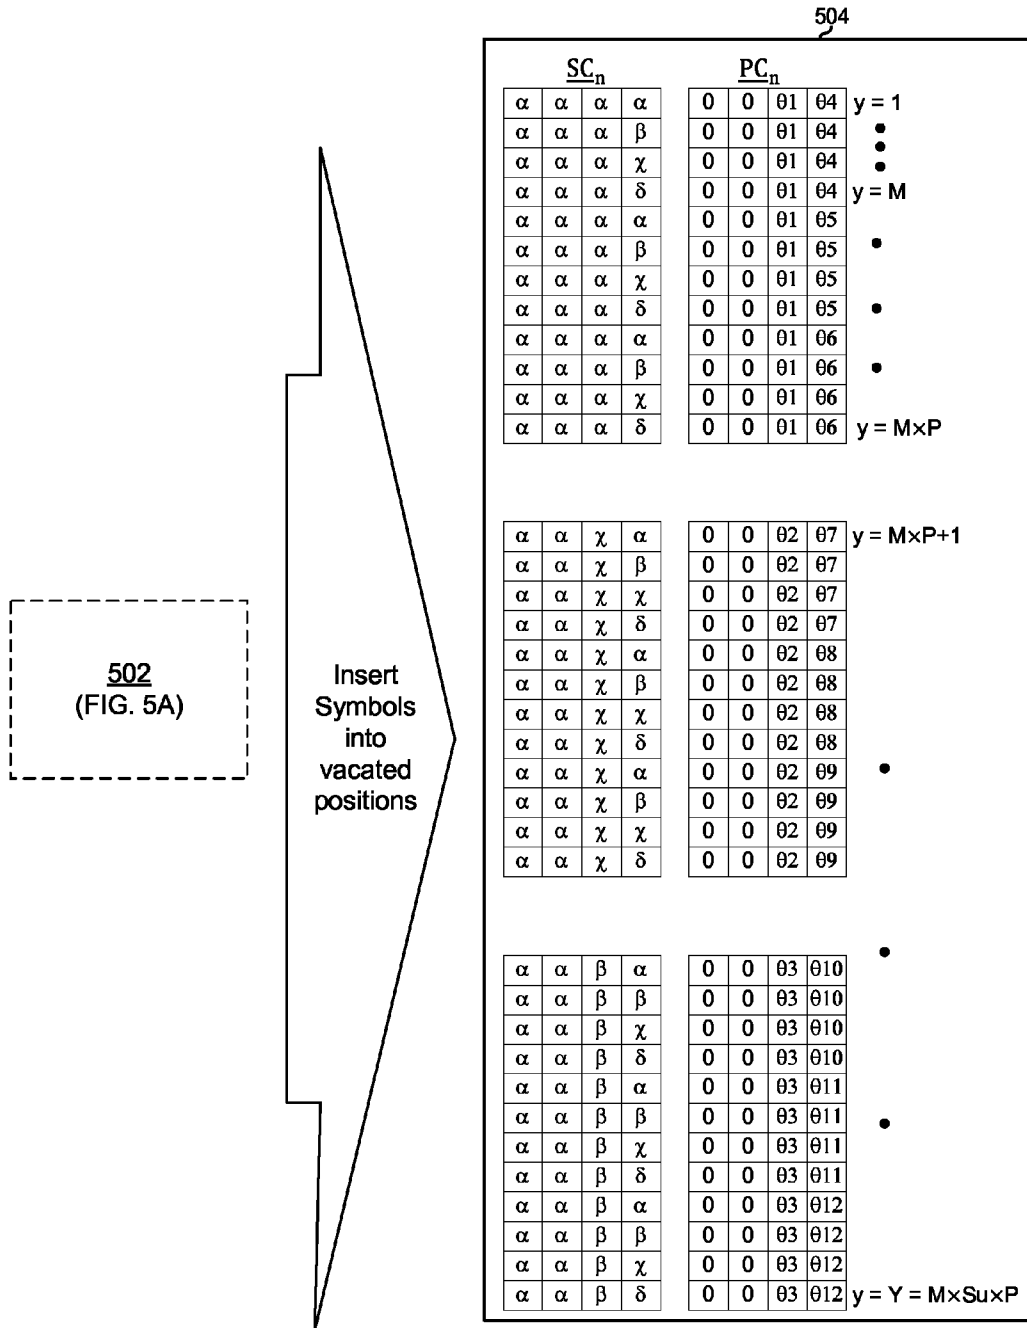 504
SCn PCn
α α α α 0 0 θ1 θ4 y = 1
α α α β 0 0 θ1 θ4
α α α χ 0 0 θ1 θ4
α α α δ 0 0 θ1 θ4 y = M
α α α α 0 0 θ1 θ5
α α α β 0 0 θ1 θ5
α α α χ 0 0 θ1 θ5
α α α δ 0 0 θ1 θ5
α α α α 0 0 θ1 θ6
α α α β 0 0 θ1 θ6
α α α χ 0 0 θ1 θ6
α α α δ 0 0 θ1 θ6 y = M×P
α α χ α 0 0 θ2 θ7 y = M×P+1
α α χ β 0 0 θ2 θ7
α α χ χ 0 0 θ2 θ7
α α χ δ 0 0 θ2 θ7
α α χ α 0 0 θ2 θ8
α α χ β 0 0 θ2 θ8
α α χ χ 0 0 θ2 θ8
α α χ δ 0 0 θ2 θ8
α α χ α 0 0 θ2 θ9
α α χ β 0 0 θ2 θ9
α α χ χ 0 0 θ2 θ9
α α χ δ 0 0 θ2 θ9
502
(FIG. 5A)
Insert
Symbols
into
vacated
positions
α α β α 0 0 θ3 θ10
α α β β 0 0 θ3 θ10
α α β χ 0 0 θ3 θ10
α α β δ 0 0 θ3 θ10
α α β α 0 0 θ3 θ11
α α β β 0 0 θ3 θ11
α α β χ 0 0 θ3 θ11
α α β δ 0 0 θ3 θ11
α α β α 0 0 θ3 θ12
α α β β 0 0 θ3 θ12
α α β χ 0 0 θ3 θ12
α α β δ 0 0 θ3 θ12 y = Y = M×Su×P